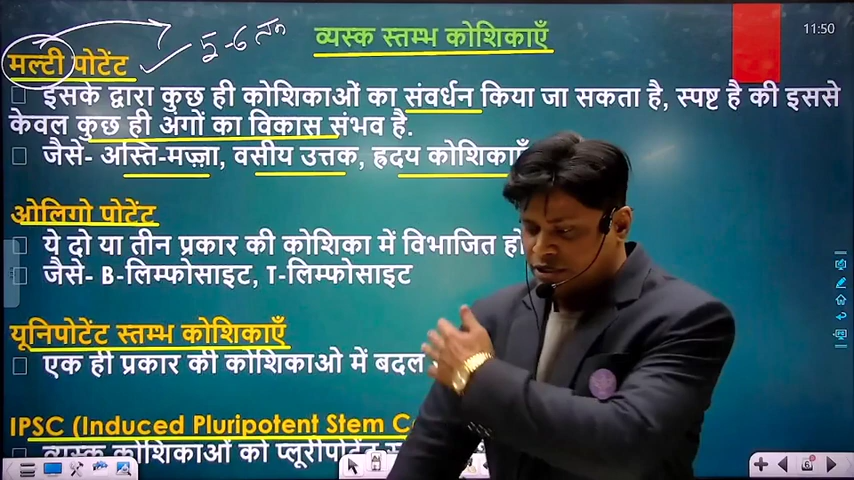 व्यस्क स्तम्भ कोशिकाएँ
11:50
5-6
मल्टी पोटेंट
इसके द्वारा कुछ ही कोशिकाओं का संवर्धन किया जा सकता है, स्पष्ट है की इससे
केवल कुछ ही अंगों का विकास संभव है.
जैसे- अस्ति-मज्जा, वसीय उत्तक, ह्रदय कोशिकाएँ
ओलिगो पोटेंट
ये दो या तीन प्रकार की कोशिका में विभाजित हो
जैसे- B-लिम्फोसाइट, T-लिम्फोसाइट
यूनिपोटेंट स्तम्भ कोशिकाएँ
एक ही प्रकार की कोशिकाओ में बदल
IPSC (Induced Pluripotent Stem C
व्यस्क कोशिकाओं को प्लूरीपोटेंट